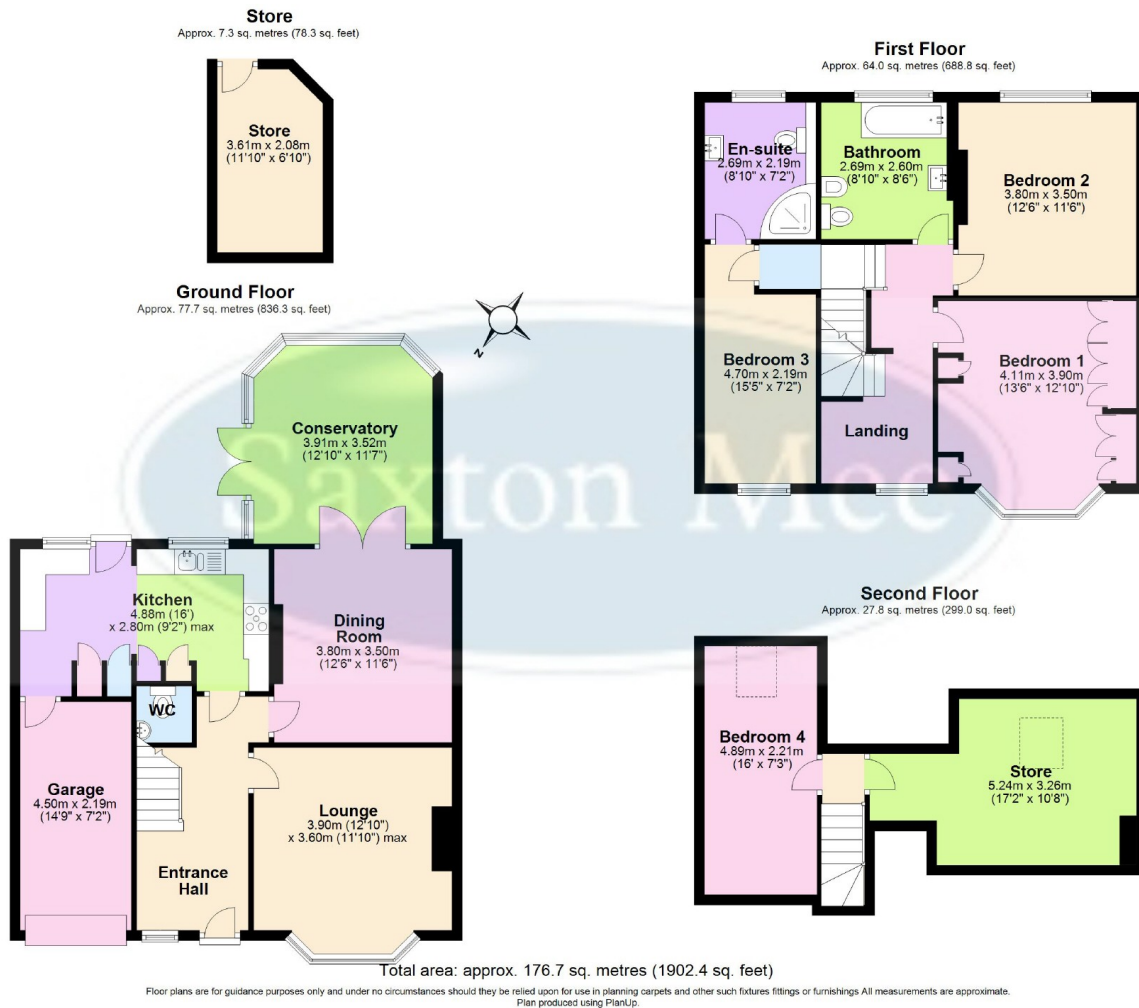 Store
Approx. 7.3 sq. metres (78.3 sq. feet)
Store
3.61m x 2.08m
(11'10" x 6'10")
First Floor
Approx. 64.0 sq. metres (688.8 sq. feet)
En-suite
2.69m x 2.19m
(8'10" x 7'2")
Bathroom
2.69m x 2.60m
(8'10" x 8'6")
Bedroom 2
3.80m x 3.50m
(12'6" x 11'6")
Bedroom 3
4.70m x 2.19m
(15'5" x 7'2")
Bedroom 1
4.11m x 3.90m
(13'6" x 12'10")
Landing
Ground Floor
Approx. 77.7 sq. metres (836.3 sq. feet)
N
Conservatory
3.91m x 3.52m
(12'10" x 11'7")
Saxton Mee
Kitchen
4.88m (16')
x 2.80m (9'2") max
Dining
Room
3.80m x 3.50m
(12'6" x 11'6")
WC
Garage
4.50m x 2.19m
(14'9" x 7'2")
Lounge
3.90m (12'10")
x 3.60m (11'10") max
Entrance
Hall
Second Floor
Approx. 27.8 sq. metres (299.0 sq. feet)
Bedroom 4
4.89m x 2.21m
(16' x 7'3")
Store
5.24m x 3.26m
(17'2" x 10'8")
Total area: approx. 176.7 sq. metres (1902.4 sq. feet)
Floor plans are for guidance purposes only and under no circumstances should they be relied upon for use in planning carpets and other such fixtures fittings or furnishings All measurements are approximate.
Plan produced using PlanUp.